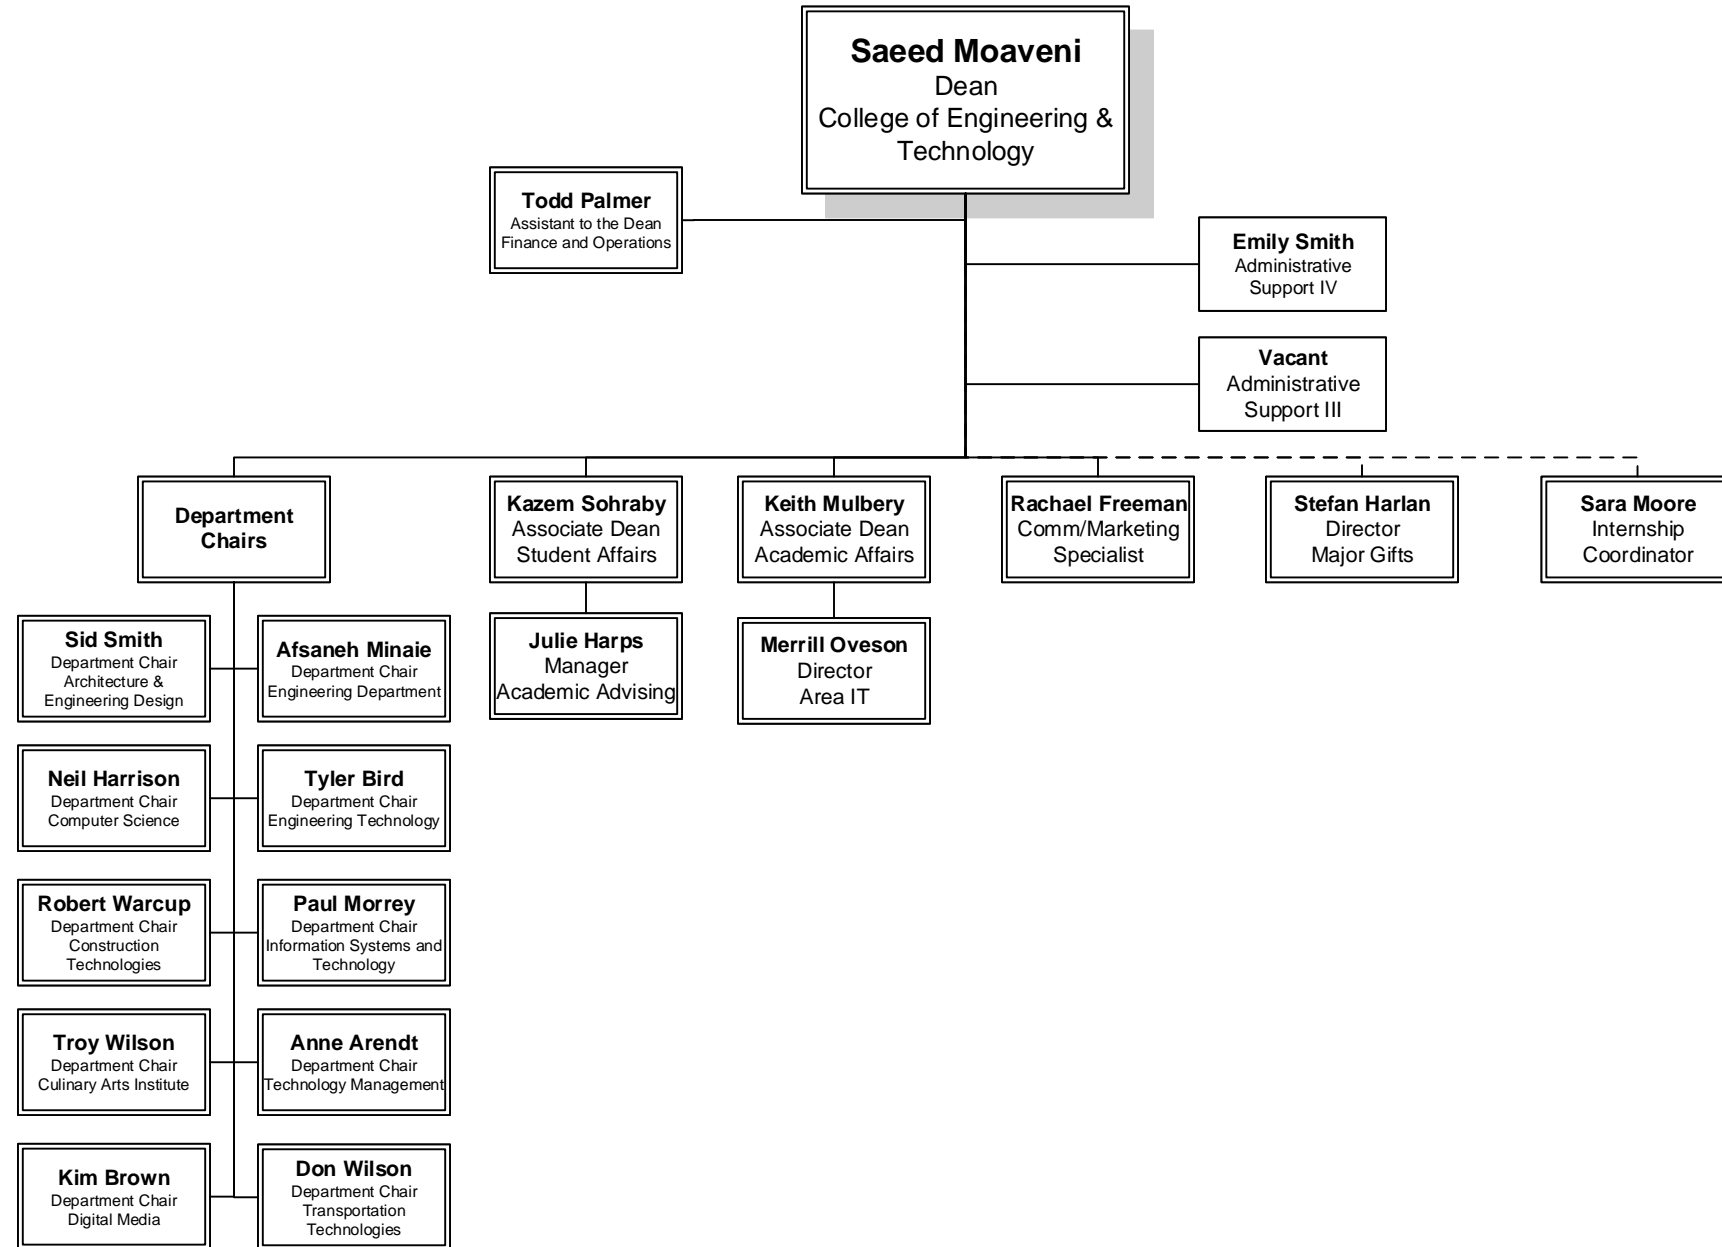 Saeed Moaveni
Dean
College of Engineering &
Technology
Todd Palmer
Assistant to the Dean
Finance and Operations
Emily Smith
Administrative
Support IV
Vacant
Administrative
Support III
Department
Chairs
Kazem Sohraby
Associate Dean
Student Affairs
Keith Mulbery
Associate Dean
Academic Affairs
Rachael Freeman
Comm/Marketing
Specialist
Stefan Harlan
Director
Major Gifts
Sara Moore
Internship
Coordinator
Sid Smith
Department Chair
Architecture &
Engineering Design
Afsaneh Minaie
Department Chair
Engineering Department
Julie Harps
Manager
Academic Advising
Merrill Oveson
Director
Area IT
Neil Harrison
Department Chair
Computer Science
Tyler Bird
Department Chair
Engineering Technology
Robert Warcup
Department Chair
Construction
Technologies
Paul Morrey
Department Chair
Information Systems and
Technology
Troy Wilson
Department Chair
Culinary Arts Institute
Anne Arendt
Department Chair
Technology Management
Kim Brown
Department Chair
Digital Media
Don Wilson
Department Chair
Transportation
Technologies